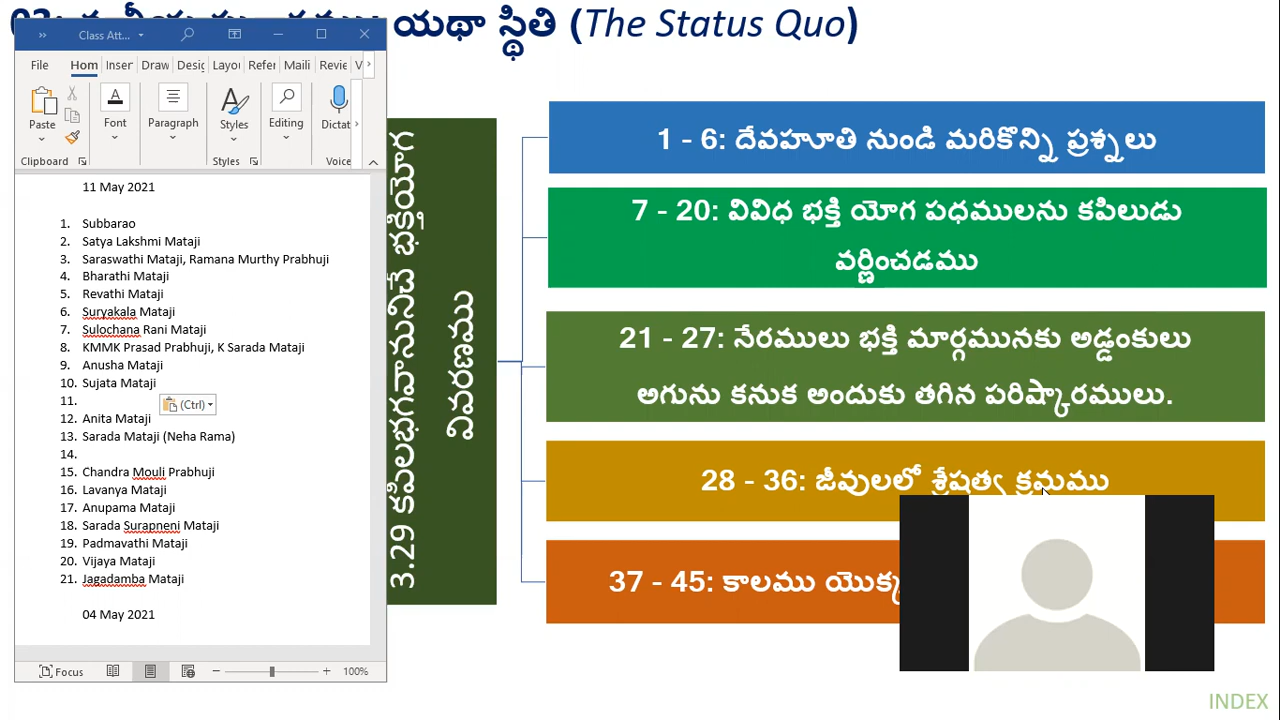 యథా స్థితి (The Status Quo)
Class Att...
File Hom Inser Draw Desig Layou Refer Maili Revie V
Paste Font Paragraph Styles Editing Dictat
Clipboard Styles Voice
11 May 2021
1. Subbarao
2. Satya Lakshmi Mataji
3. Saraswathi Mataji, Ramana Murthy Prabhuji
4. Bharathi Mataji
5. Revathi Mataji
6. Suryakala Mataji
7. Sulochana Rani Mataji
8. KMMK Prasad Prabhuji, K Sarada Mataji
9. Anusha Mataji
10. Sujata Mataji
11.
(Ctrl)
12. Anita Mataji
13. Sarada Mataji (Neha Rama)
14.
15. Chandra Mouli Prabhuji
16. Lavanya Mataji
17. Anupama Mataji
18. Sarada Surapneni Mataji
19. Padmavathi Mataji
20. Vijaya Mataji
21. Jagadamba Mataji
04 May 2021
Focus 100%
3.29 కపిలభగవానునిచే భక్తియోగ
వివరణము
1 - 6: దేవహూతి నుండి మరికొన్ని ప్రశ్నలు
7 - 20: వివిధ భక్తి యోగ పధములను కపిలుడు
వర్ణించడము
21 - 27: నేరములు భక్తి మార్గమునకు అడ్డంకులు
అగును కనుక అందుకు తగిన పరిష్కారములు.
28 - 36: జీవులలో శ్రేషత్వ క్రమము
37 - 45: కాలము
INDEX